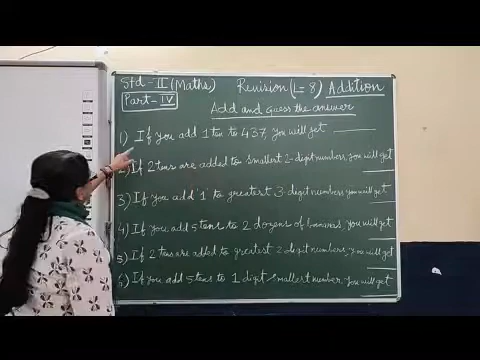 Std-II (Maths) Revision (L-8) Addition
Part-IV
Add and guess the answer
1) If you add 1 ten to 437, you will get
2) If 2 tens are added to smallest 2-digit number, you will get
3) If you add '1' to greatest 3-digit number, you will get
4) If you add 5 tens to 2 dozens of bananas, you will get
5) If 2 tens are added to greatest 2-digit number, you will get
6) If you add 5 tens to 1 digit smallest number, you will get